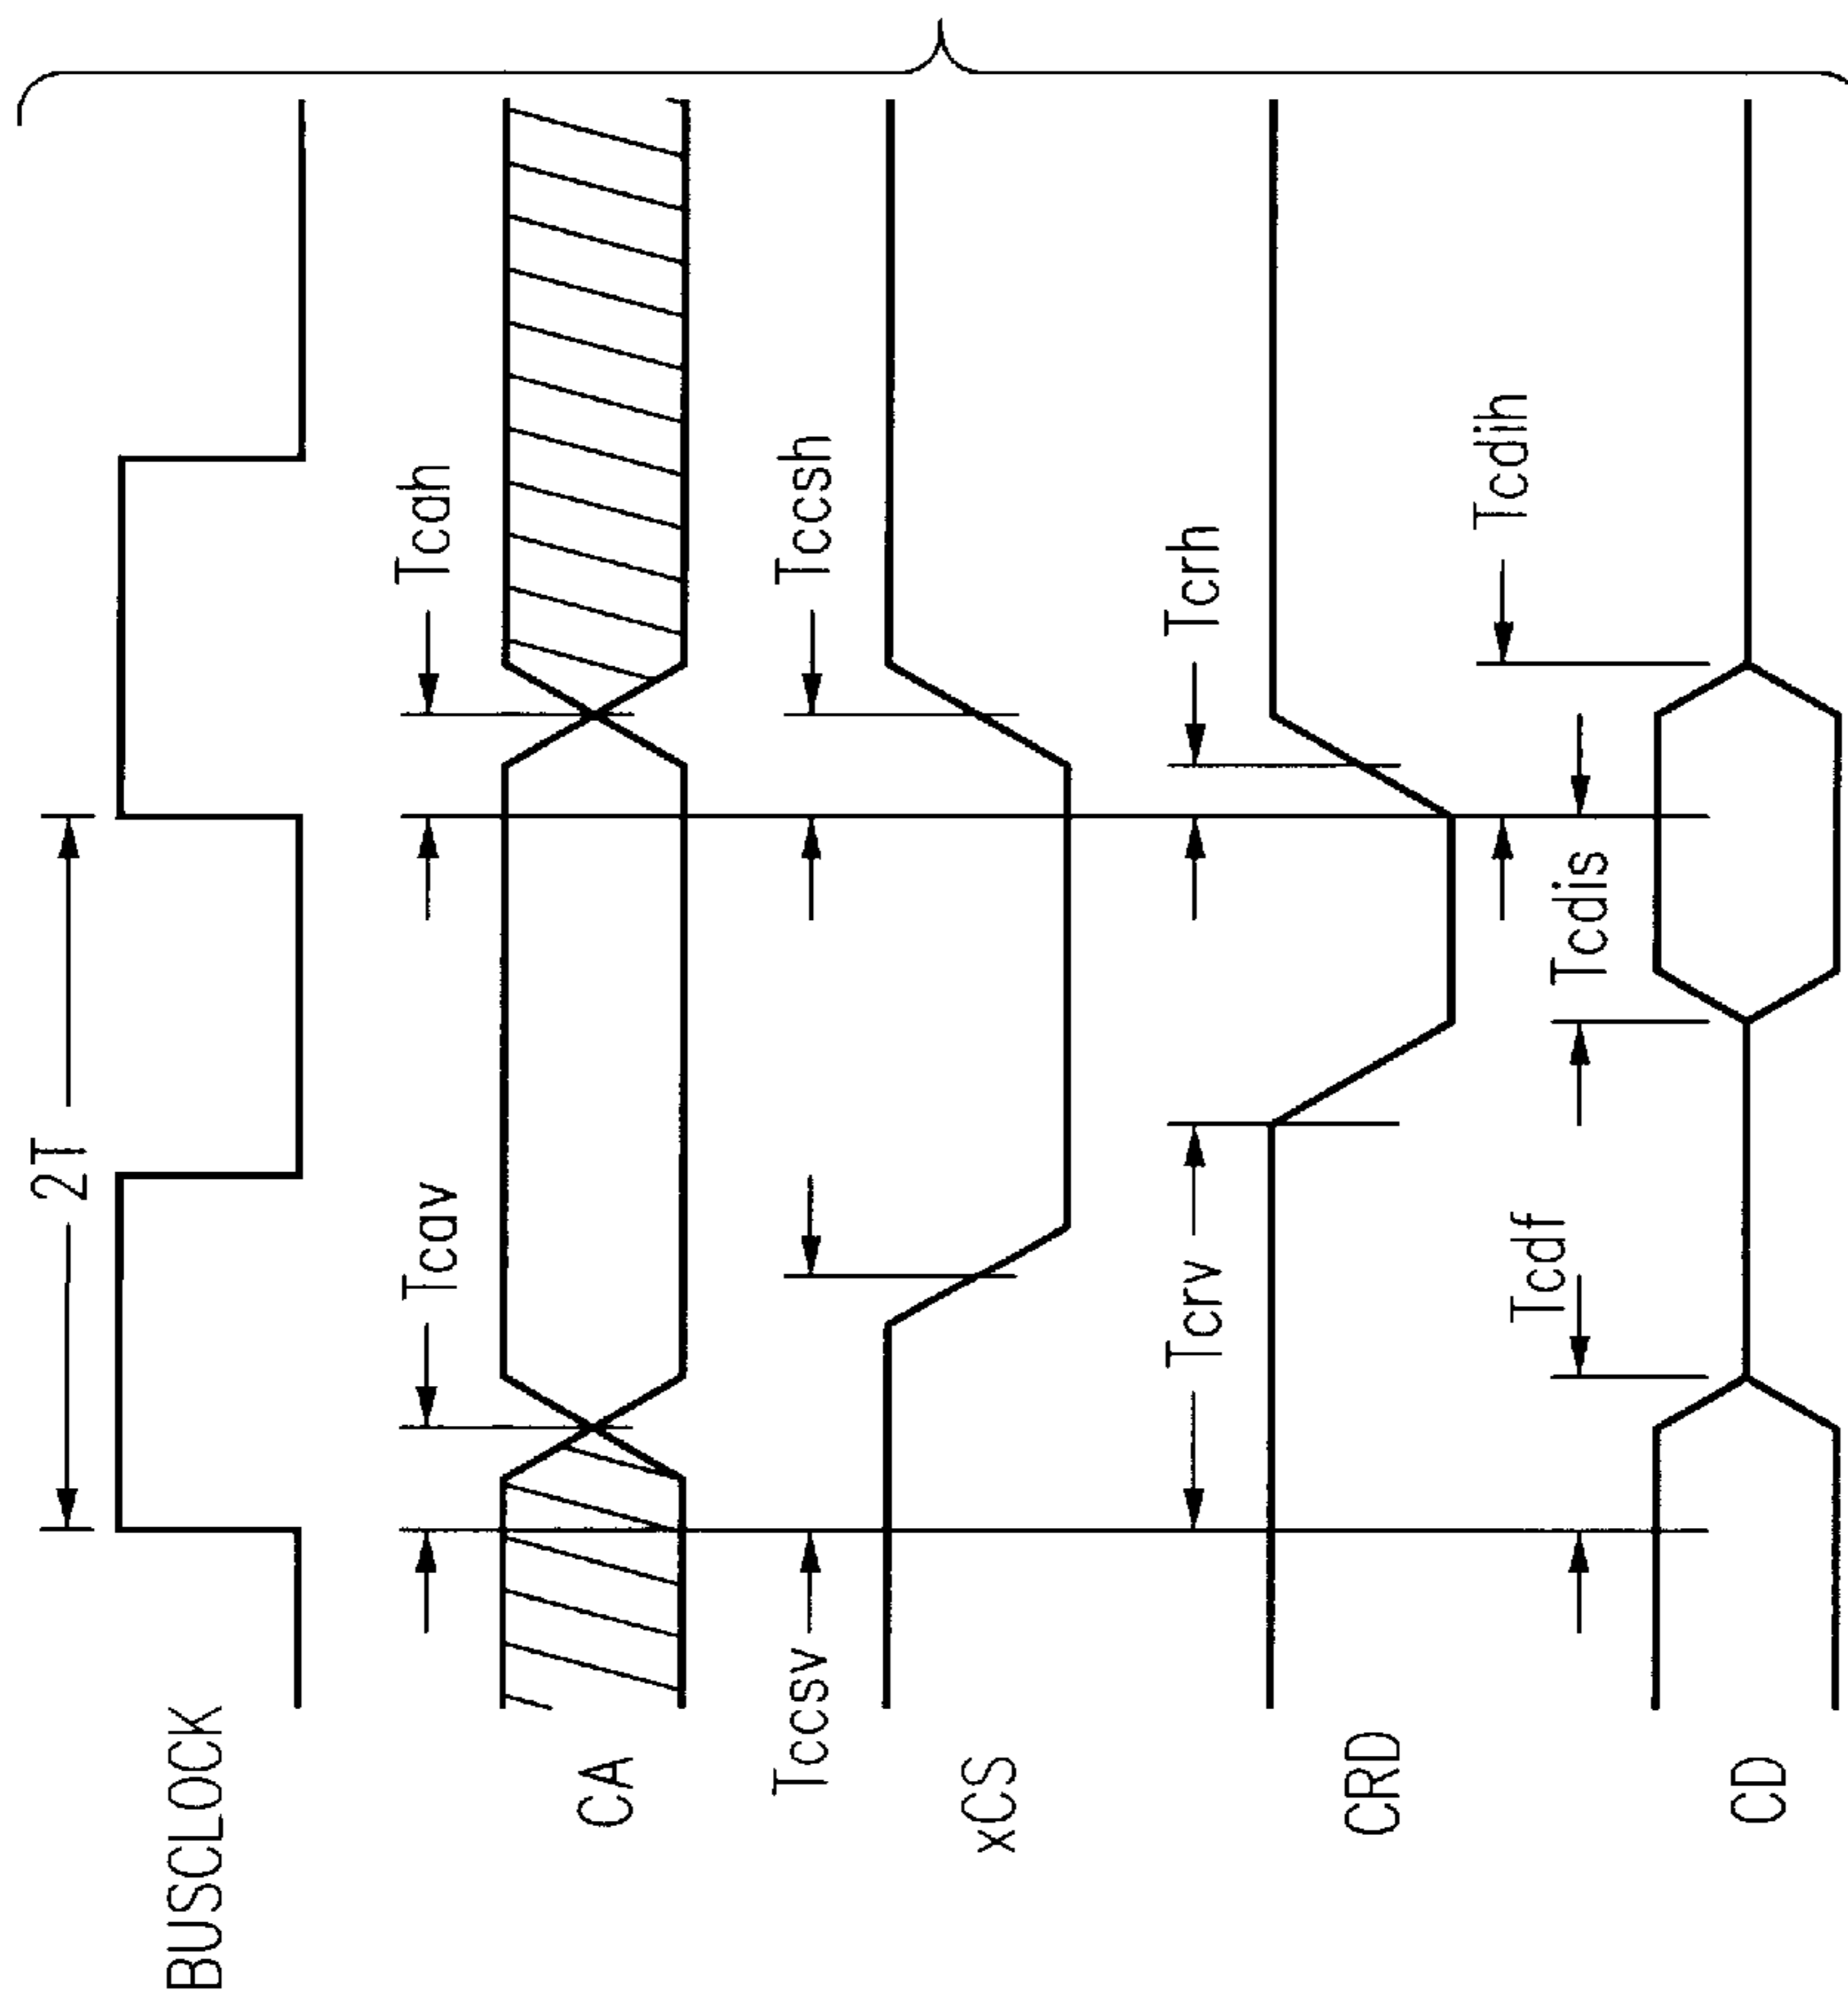 2T
BUSCLOCK
Tcav
Tcah
CA
Tccsv
Tccsh
xCS
Tcrv
Tcrh
CRD
Tcdf
Tcdis
Tcdih
CD